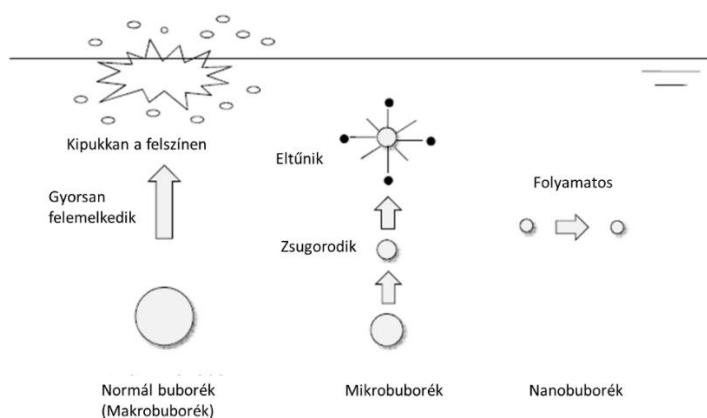 Kipukkan a felszínen
Gyorsan
felemelkedik
Normál buborék
(Makrobuborék)
Eltűnik
Zsugorodik
Mikrobuborék
Folyamatos
Nanobuborék